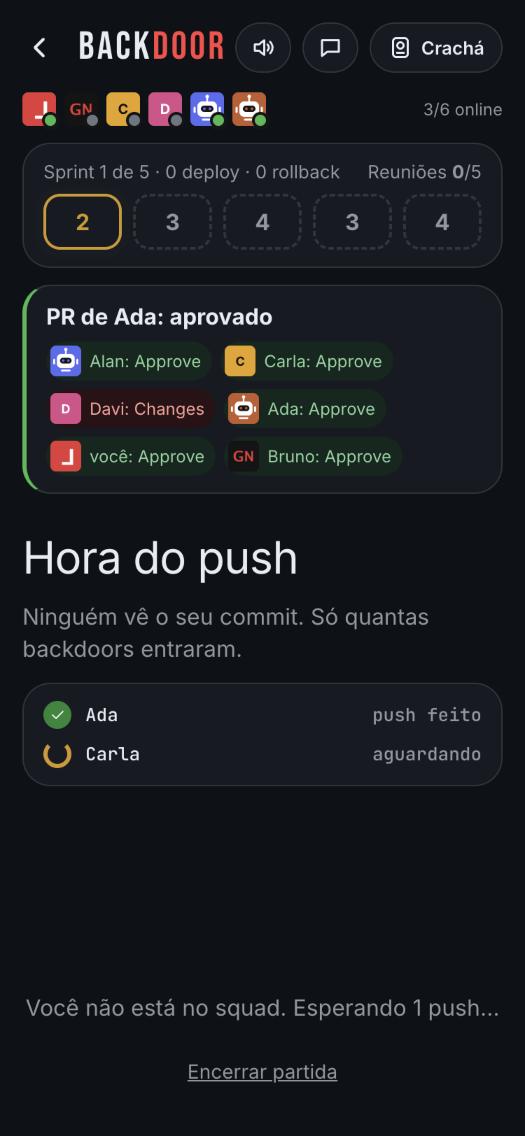 BACKDOOR
Crachá
GN C D
3/6 online
Sprint 1 de 5 · 0 deploy · 0 rollback Reuniões 0/5
2 3 4 3 4
PR de Ada: aprovado
Alan: Approve C Carla: Approve
D Davi: Changes Ada: Approve
você: Approve GN Bruno: Approve
Hora do push
Ninguém vê o seu commit. Só quantas
backdoors entraram.
Ada push feito
Carla aguardando
Você não está no squad. Esperando 1 push...
Encerrar partida